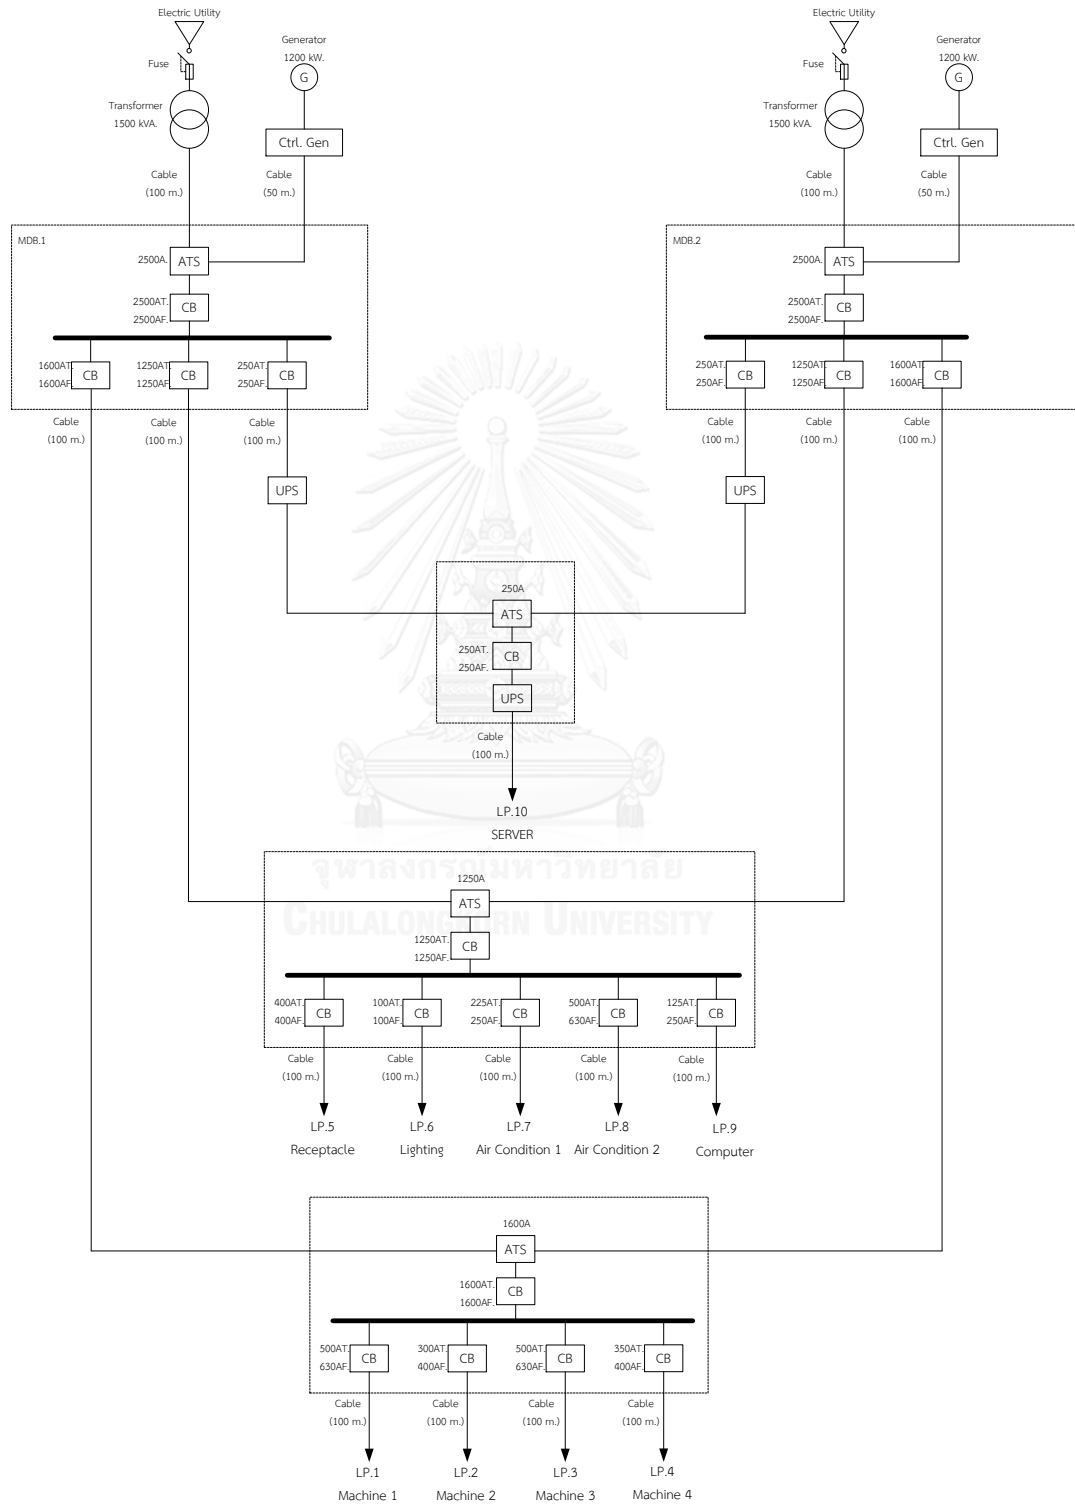 Electric Utility
Electric Utility
Generator
1200 kW.
Generator
1200 kW.
Fuse
Fuse
G
G
Transformer
1500 kVA.
Transformer
1500 kVA.
Ctrl. Gen
Ctrl. Gen
Cable
(100 m.)
Cable
(50 m.)
Cable
(100 m.)
Cable
(50 m.)
MDB.1
2500A.
ATS
2500AT.
2500AF.
CB
1600AT.
1600AF.
CB
1250AT.
1250AF.
CB
250AT.
250AF.
CB
MDB.2
2500A.
ATS
2500AT.
2500AF.
CB
250AT.
250AF.
CB
1250AT.
1250AF.
CB
1600AT.
1600AF.
CB
Cable
(100 m.)
Cable
(100 m.)
Cable
(100 m.)
Cable
(100 m.)
Cable
(100 m.)
Cable
(100 m.)
UPS
UPS
250A
ATS
250AT.
250AF.
CB
UPS
Cable
(100 m.)
LP.10
SERVER
จุฬาลงกรณ์มหาวิทยาลัย
CHULALONGKORN UNIVERSITY
1250A
ATS
1250AT.
1250AF.
CB
400AT.
400AF.
CB
100AT.
100AF.
CB
225AT.
250AF.
CB
500AT.
630AF.
CB
125AT.
250AF.
CB
Cable
(100 m.)
Cable
(100 m.)
Cable
(100 m.)
Cable
(100 m.)
Cable
(100 m.)
LP.5
Receptacle
LP.6
Lighting
LP.7
Air Condition 1
LP.8
Air Condition 2
LP.9
Computer
1600A
ATS
1600AT.
1600AF.
CB
500AT.
630AF.
CB
300AT.
400AF.
CB
500AT.
630AF.
CB
350AT.
400AF.
CB
Cable
(100 m.)
Cable
(100 m.)
Cable
(100 m.)
Cable
(100 m.)
LP.1
Machine 1
LP.2
Machine 2
LP.3
Machine 3
LP.4
Machine 4